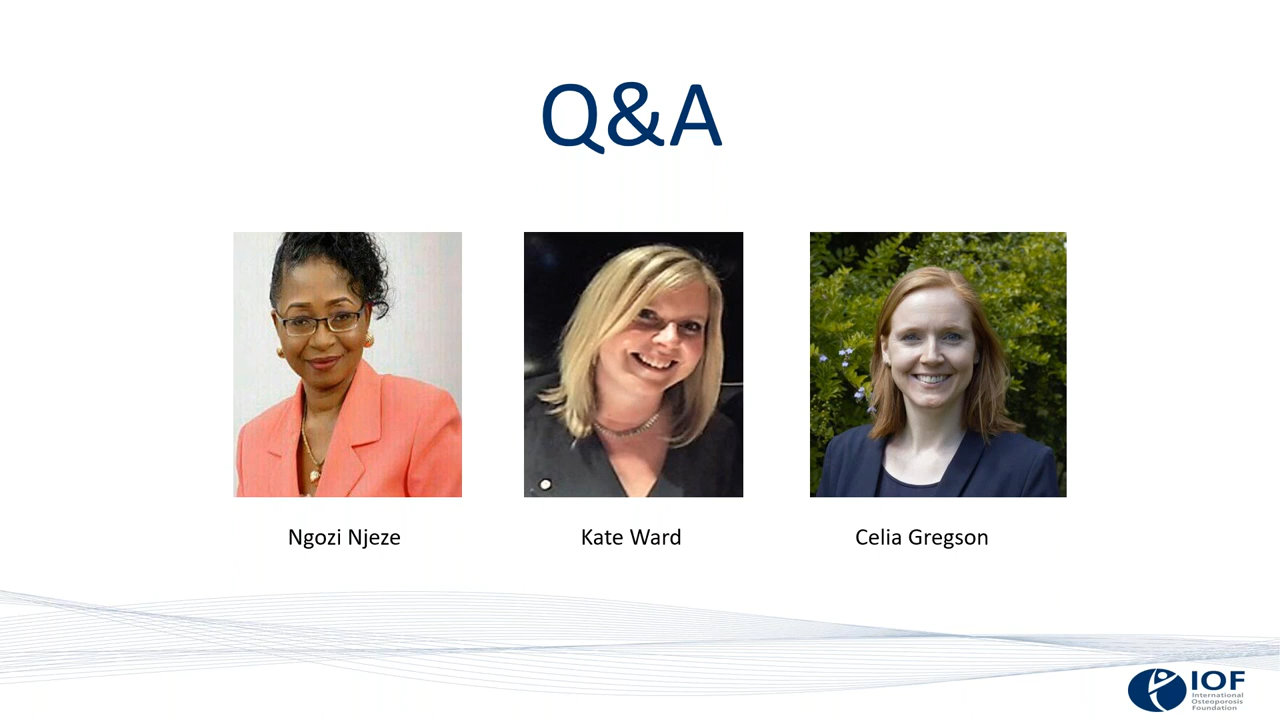 Q&A
Ngozi Njeze
Kate Ward
Celia Gregson
IOF
International
Osteoporosis
Foundation